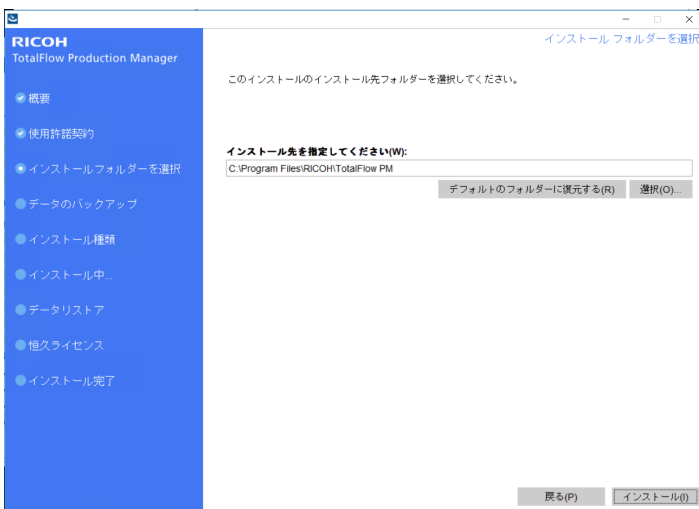 RICOH
TotalFlow Production Manager
概要
使用許諾契約
インストールフォルダーを選択
データのバックアップ
インストール種類
インストール中...
データリストア
恒久ライセンス
インストール完了
インストール フォルダーを選択
このインストールのインストール先フォルダーを選択してください。
インストール先を指定してください(W):
C:\Program Files\RICOH\TotalFlow PM
デフォルトのフォルダーに復元する(R)
選択(O)...
戻る(P)
インストール(I)